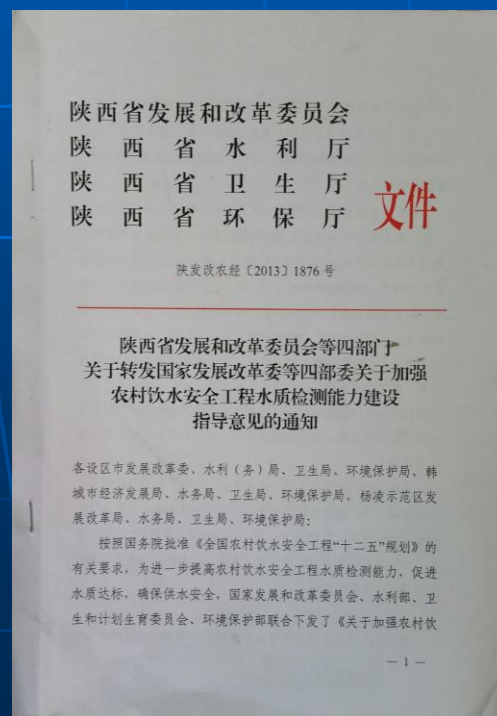 陕西省发展和改革委员会
陕西省水利厅
陕西省卫生厅
陕西省环保厅
文件
陕发改农经〔2013〕1876号
陕西省发展和改革委员会等四部门
关于转发国家发展改革委等四部委关于加强
农村饮水安全工程水质检测能力建设
指导意见的通知
各设区市发展改革委、水利（务）局、卫生局、环境保护局，韩
城市经济发展局、水务局、卫生局、环境保护局，杨凌示范区发
展改革局、水务局、卫生局、环境保护局：
按照国务院批准《全国农村饮水安全工程“十二五”规划》的
有关要求，为进一步提高农村饮水安全工程水质检测能力，促进
水质达标，确保供水安全，国家发展和改革委员会、水利部、卫
生和计划生育委员会、环境保护部联合下发了《关于加强农村饮
— 1 —